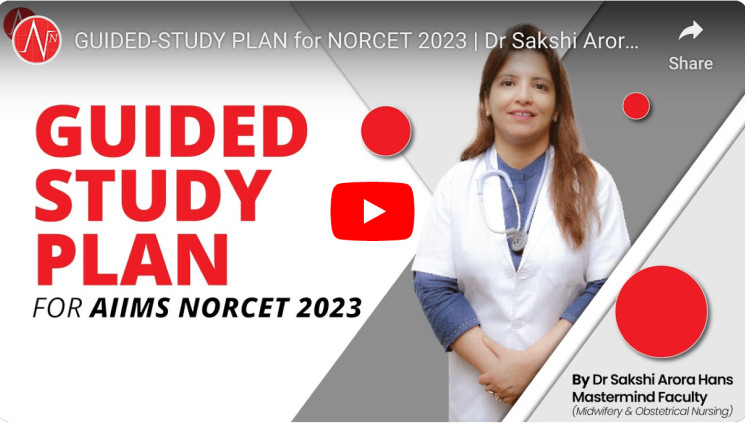 GUIDED-STUDY PLAN for NORCET 2023 | Dr Sakshi Aror...
Share
GUIDED
STUDY
PLAN
FOR AIIMS NORCET 2023
By Dr Sakshi Arora Hans
Mastermind Faculty
(Midwifery & Obstetrical Nursing)